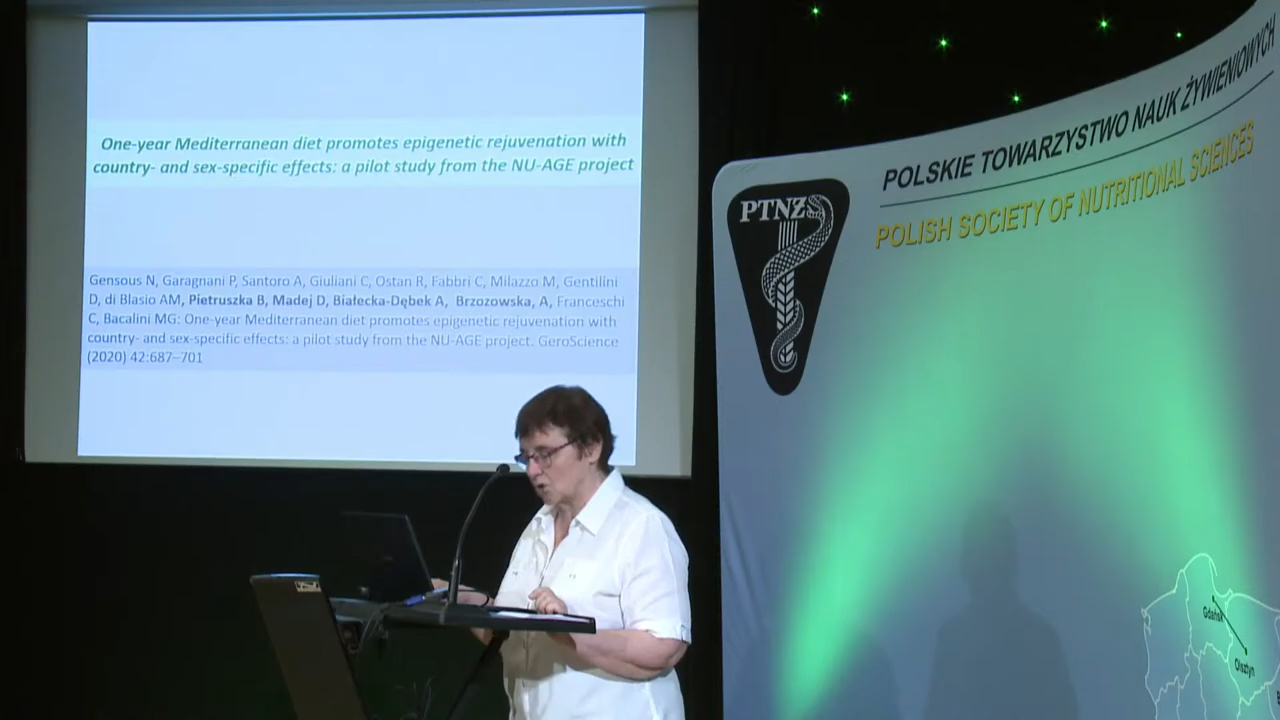 One-year Mediterranean diet promotes epigenetic rejuvenation with
country- and sex-specific effects: a pilot study from the NU-AGE project
Gensous N, Garagnani P, Santoro A, Giuliani C, Ostan R, Fabbri C, Milazzo M, Gentilini
D, di Blasio AM, Pietruszka B, Madej D, Białecka-Dębek A, Brzozowska, A, Franceschi
C, Bacalini MG: One-year Mediterranean diet promotes epigenetic rejuvenation with
country- and sex-specific effects: a pilot study from the NU-AGE project. GeroScience
(2020) 42:687–701
PTNŻ
POLSKIE TOWARZYSTWO NAUK ŻYWIENIOWYCH
POLISH SOCIETY OF NUTRITIONAL SCIENCES
Gdańsk
Olsztyn